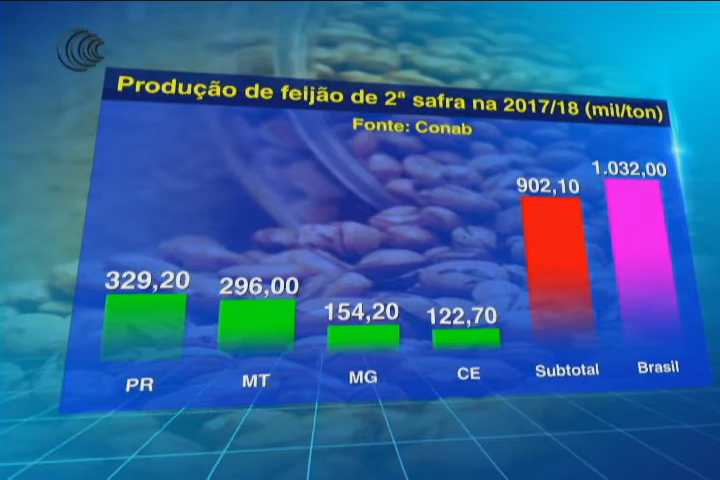 Produção de feijão de 2ª safra na 2017/18 (mil/ton)
Fonte: Conab
329,20
296,00
154,20
122,70
902,10
1.032,00
PR
MT
MG
CE
Subtotal
Brasil